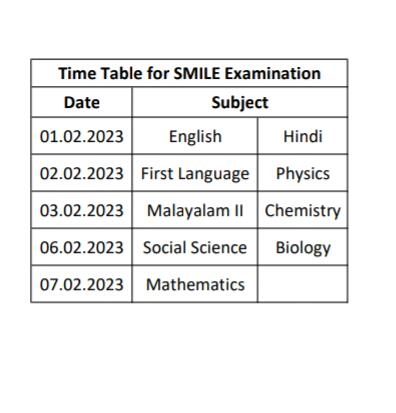 Time Table for SMILE Examination
Date Subject
01.02.2023 English Hindi
02.02.2023 First Language Physics
03.02.2023 Malayalam II Chemistry
06.02.2023 Social Science Biology
07.02.2023 Mathematics